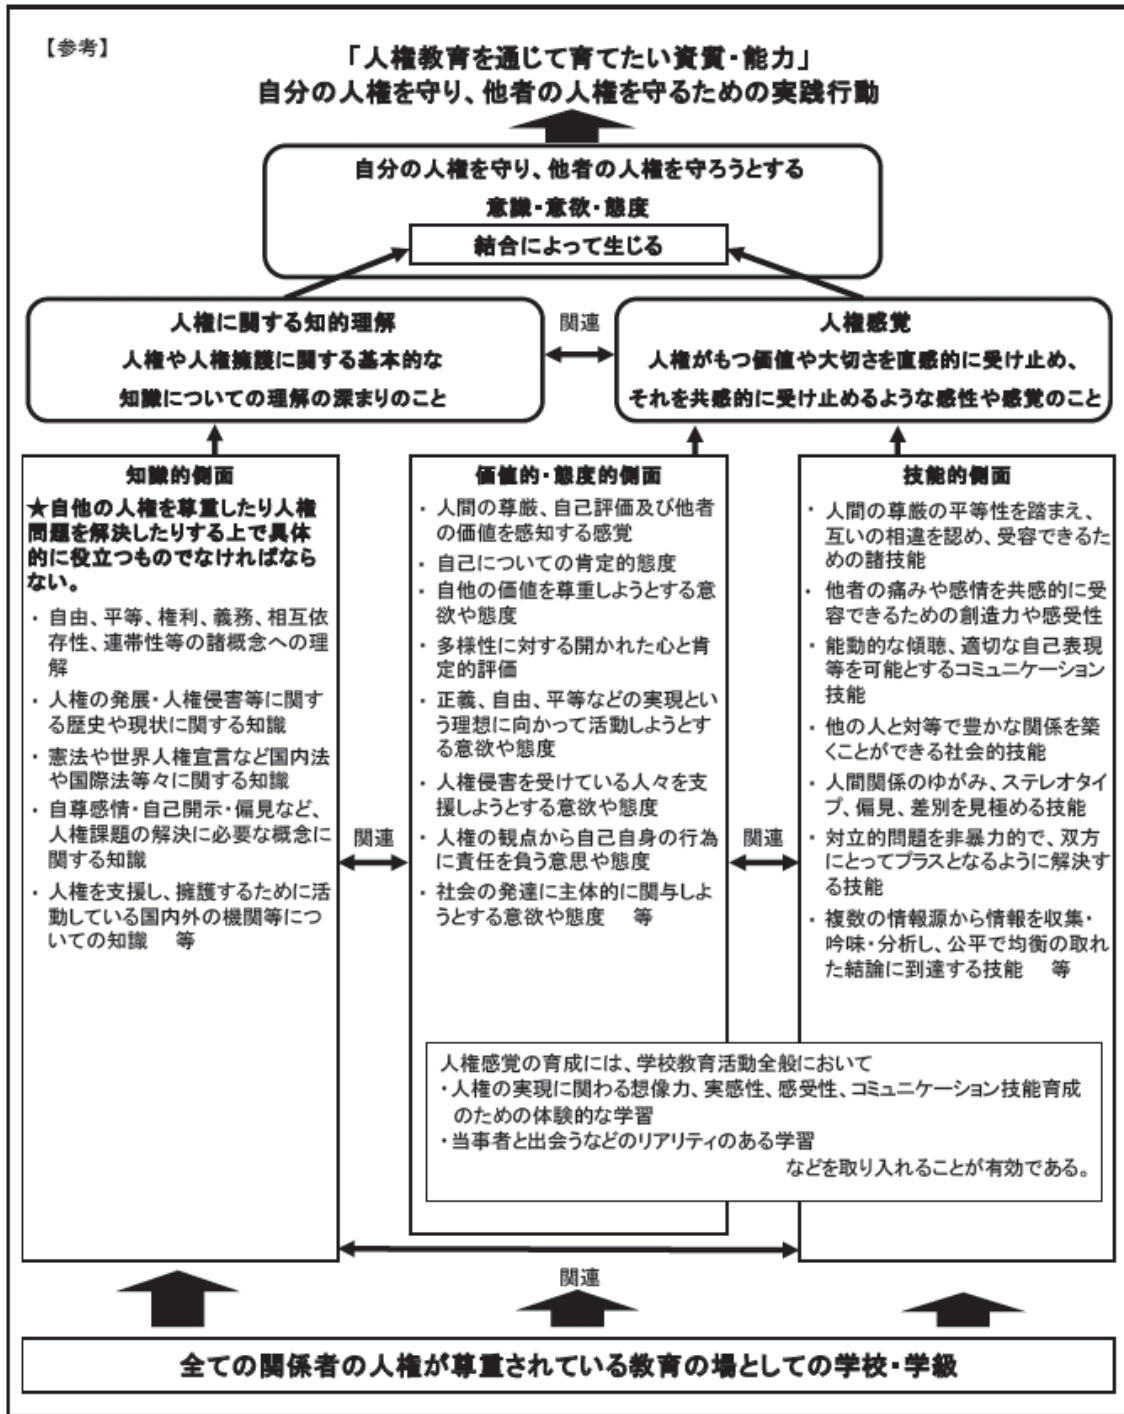 【参考】
「人権教育を通じて育てたい資質・能力」
自分の人権を守り、他者の人権を守るための実践行動
自分の人権を守り、他者の人権を守ろうとする
意識・意欲・態度
結合によって生じる
人権に関する知的理解
人権や人権擁護に関する基本的な
知識についての理解の深まりのこと
関連
人権感覚
人権がもつ価値や大切さを直感的に受け止め、
それを共感的に受け止めるような感性や感覚のこと
知識的側面
★自他の人権を尊重したり人権
問題を解決したりする上で具体
的に役立つものでなければなら
ない。
・自由、平等、権利、義務、相互依
存性、連帯性等の諸概念への理
解
・人権の発展・人権侵害等に関す
る歴史や現状に関する知識
・憲法や世界人権宣言など国内法
や国際法等々に関する知識
・自尊感情・自己開示・偏見など、
人権課題の解決に必要な概念に
関する知識
・人権を支援し、擁護するために活
動している国内外の機関等につい
ての知識　等
関連
価値的・態度的側面
・人間の尊厳、自己評価及び他者
の価値を感知する感覚
・自己についての肯定的態度
・自他の価値を尊重しようとする意
欲や態度
・多様性に対する開かれた心と肯
定的評価
・正義、自由、平等などの実現とい
う理想に向かって活動しようとす
る意欲や態度
・人権侵害を受けている人々を支
援しようとする意欲や態度
・人権の観点から自己自身の行為
に責任を負う意思や態度
・社会の発達に主体的に関与しよ
うとする意欲や態度　等
関連
技能的側面
・人間の尊厳の平等性を踏まえ、
互いの相違を認め、受容できるた
めの諸技能
・他者の痛みや感情を共感的に受
容できるための創造力や感受性
・能動的な傾聴、適切な自己表現
等を可能とするコミュニケーション
技能
・他の人と対等で豊かな関係を築
くことができる社会的技能
・人間関係のゆがみ、ステレオタイ
プ、偏見、差別を見極める技能
・対立的問題を非暴力的で、双方
にとってプラスとなるように解決す
る技能
・複数の情報源から情報を収集・
吟味・分析し、公平で均衡の取れ
た結論に到達する技能　等
人権感覚の育成には、学校教育活動全般において
・人権の実現に関わる想像力、実感性、感受性、コミュニケーション技能育成
のための体験的な学習
・当事者と出会うなどのリアリティのある学習
などを取り入れることが有効である。
関連
全ての関係者の人権が尊重されている教育の場としての学校・学級